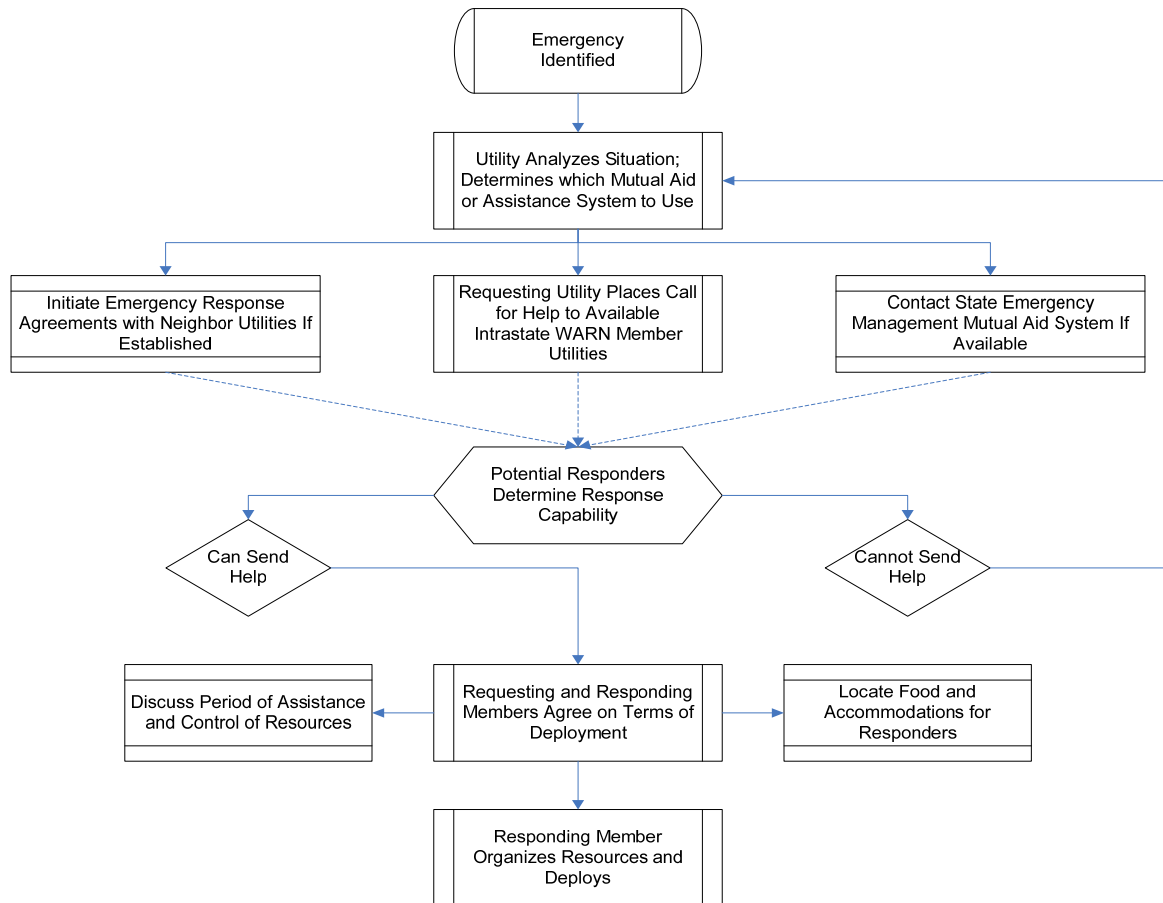 Emergency
Identified
Utility Analyzes Situation;
Determines which Mutual Aid
or Assistance System to Use
Initiate Emergency Response
Agreements with Neighbor Utilities If
Established
Requesting Utility Places Call
for Help to Available
Intrastate WARN Member
Utilities
Contact State Emergency
Management Mutual Aid System If
Available
Potential Responders
Determine Response
Capability
Can Send
Help
Cannot Send
Help
Discuss Period of Assistance
and Control of Resources
Requesting and Responding
Members Agree on Terms of
Deployment
Locate Food and
Accommodations for
Responders
Responding Member
Organizes Resources and
Deploys